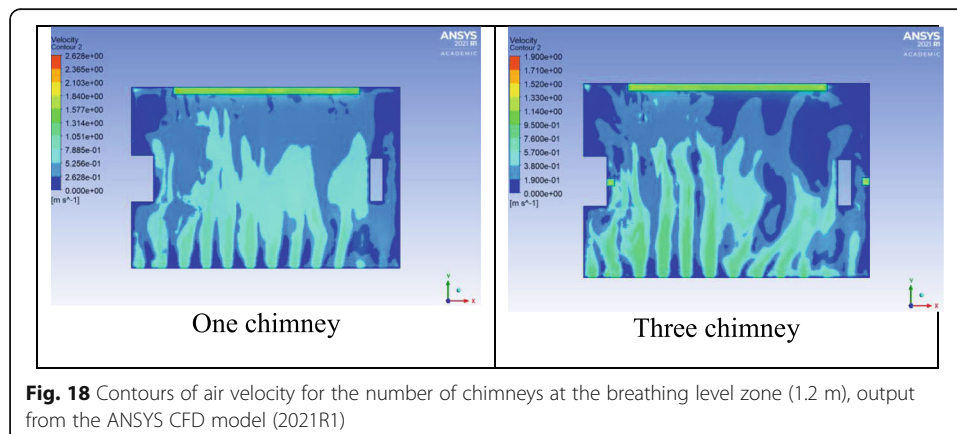 Velocity
Contour 2
2.628e+00
2.365e+00
2.103e+00
1.840e+00
1.577e+00
1.314e+00
1.051e+00
7.885e-01
5.256e-01
2.628e-01
0.000e+00
[m s^-1]
ANSYS
2021 R1
ACADEMIC
Y
X
One chimney
Velocity
Contour 2
1.900e+00
1.710e+00
1.520e+00
1.330e+00
1.140e+00
9.500e-01
7.600e-01
5.700e-01
3.800e-01
1.900e-01
0.000e+00
[m s^-1]
ANSYS
2021 R1
ACADEMIC
Y
X
Three chimney
Fig. 18 Contours of air velocity for the number of chimneys at the breathing level zone (1.2 m), output
from the ANSYS CFD model (2021R1)